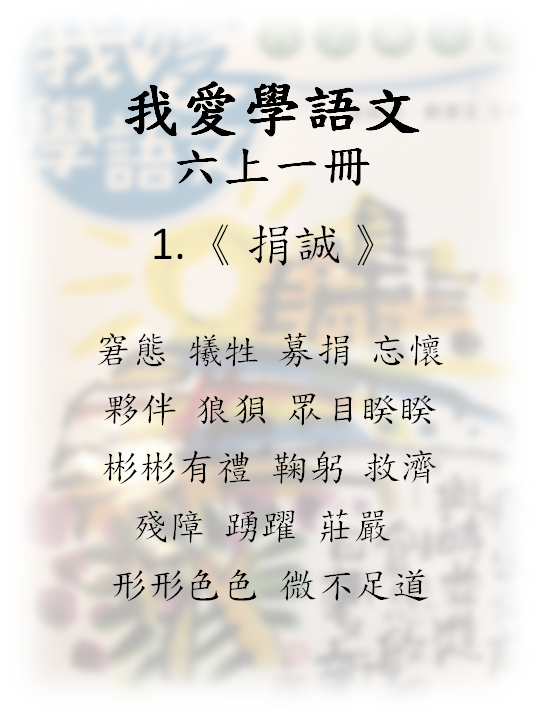 我愛學語文
六上一冊
1.《 捐誠 》
窘態 犧牲 募捐 忘懷
夥伴 狼狽 眾目睽睽
彬彬有禮 鞠躬 救濟
殘障 踴躍 莊嚴
形形色色 微不足道